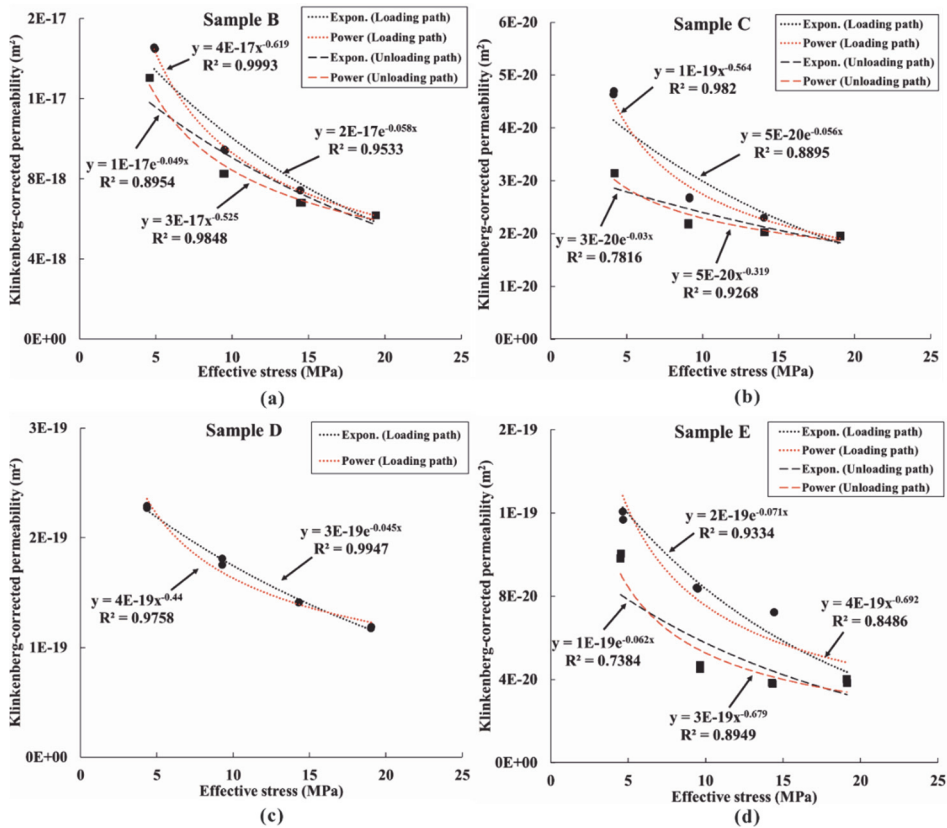 Sample B
Expon. (Loading path)
Power (Loading path)
Expon. (Unloading path)
Power (Unloading path)
y = 4E-17x^-0.619
R² = 0.9993
y = 2E-17e^-0.058x
R² = 0.9533
y = 1E-17e^-0.049x
R² = 0.8954
y = 3E-17x^-0.525
R² = 0.9848
Klinkenberg-corrected permeability (m²)
2E-17
1E-17
8E-18
4E-18
0E+00
0 5 10 15 20 25
Effective stress (MPa)
(a)
Sample C
Expon. (Loading path)
Power (Loading path)
Expon. (Unloading path)
Power (Unloading path)
y = 1E-19x^-0.564
R² = 0.982
y = 5E-20e^-0.056x
R² = 0.8895
y = 3E-20e^-0.03x
R² = 0.7816
y = 5E-20x^-0.319
R² = 0.9268
Klinkenberg-corrected permeability (m²)
6E-20
5E-20
4E-20
3E-20
2E-20
1E-20
0E+00
0 5 10 15 20 25
Effective stress (MPa)
(b)
Sample D
Expon. (Loading path)
Power (Loading path)
y = 3E-19e^-0.045x
R² = 0.9947
y = 4E-19x^-0.44
R² = 0.9758
Klinkenberg-corrected permeability (m²)
3E-19
2E-19
1E-19
0E+00
0 5 10 15 20 25
Effective stress (MPa)
(c)
Sample E
Expon. (Loading path)
Power (Loading path)
Expon. (Unloading path)
Power (Unloading path)
y = 2E-19e^-0.071x
R² = 0.9334
y = 4E-19x^-0.692
R² = 0.8486
y = 1E-19e^-0.062x
R² = 0.7384
y = 3E-19x^-0.679
R² = 0.8949
Klinkenberg-corrected permeability (m²)
2E-19
1E-19
8E-20
4E-20
0E+00
0 5 10 15 20 25
Effective stress (MPa)
(d)